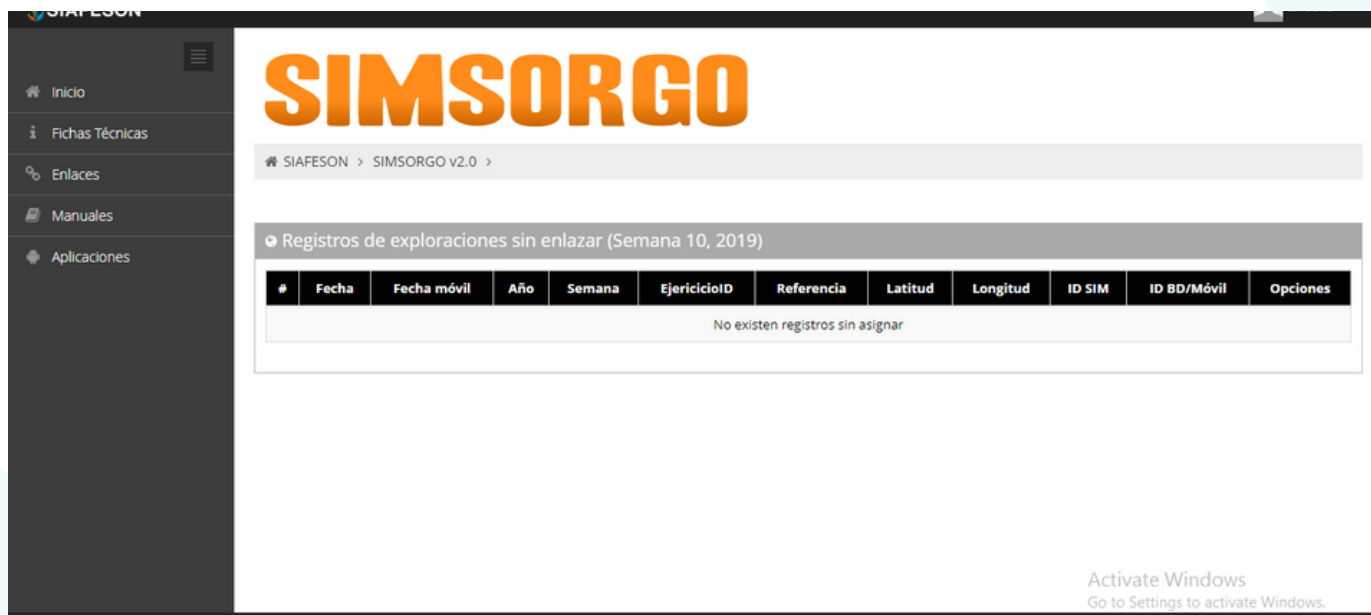 SIAFESON
Inicio
Fichas Técnicas
Enlaces
Manuales
Aplicaciones
SIMSORGO
SIAFESON > SIMSORGO v2.0 >
Registros de exploraciones sin enlazar (Semana 10, 2019)
# Fecha Fecha móvil Año Semana EjericicioID Referencia Latitud Longitud ID SIM ID BD/Móvil Opciones
No existen registros sin asignar
Activate Windows
Go to Settings to activate Windows.